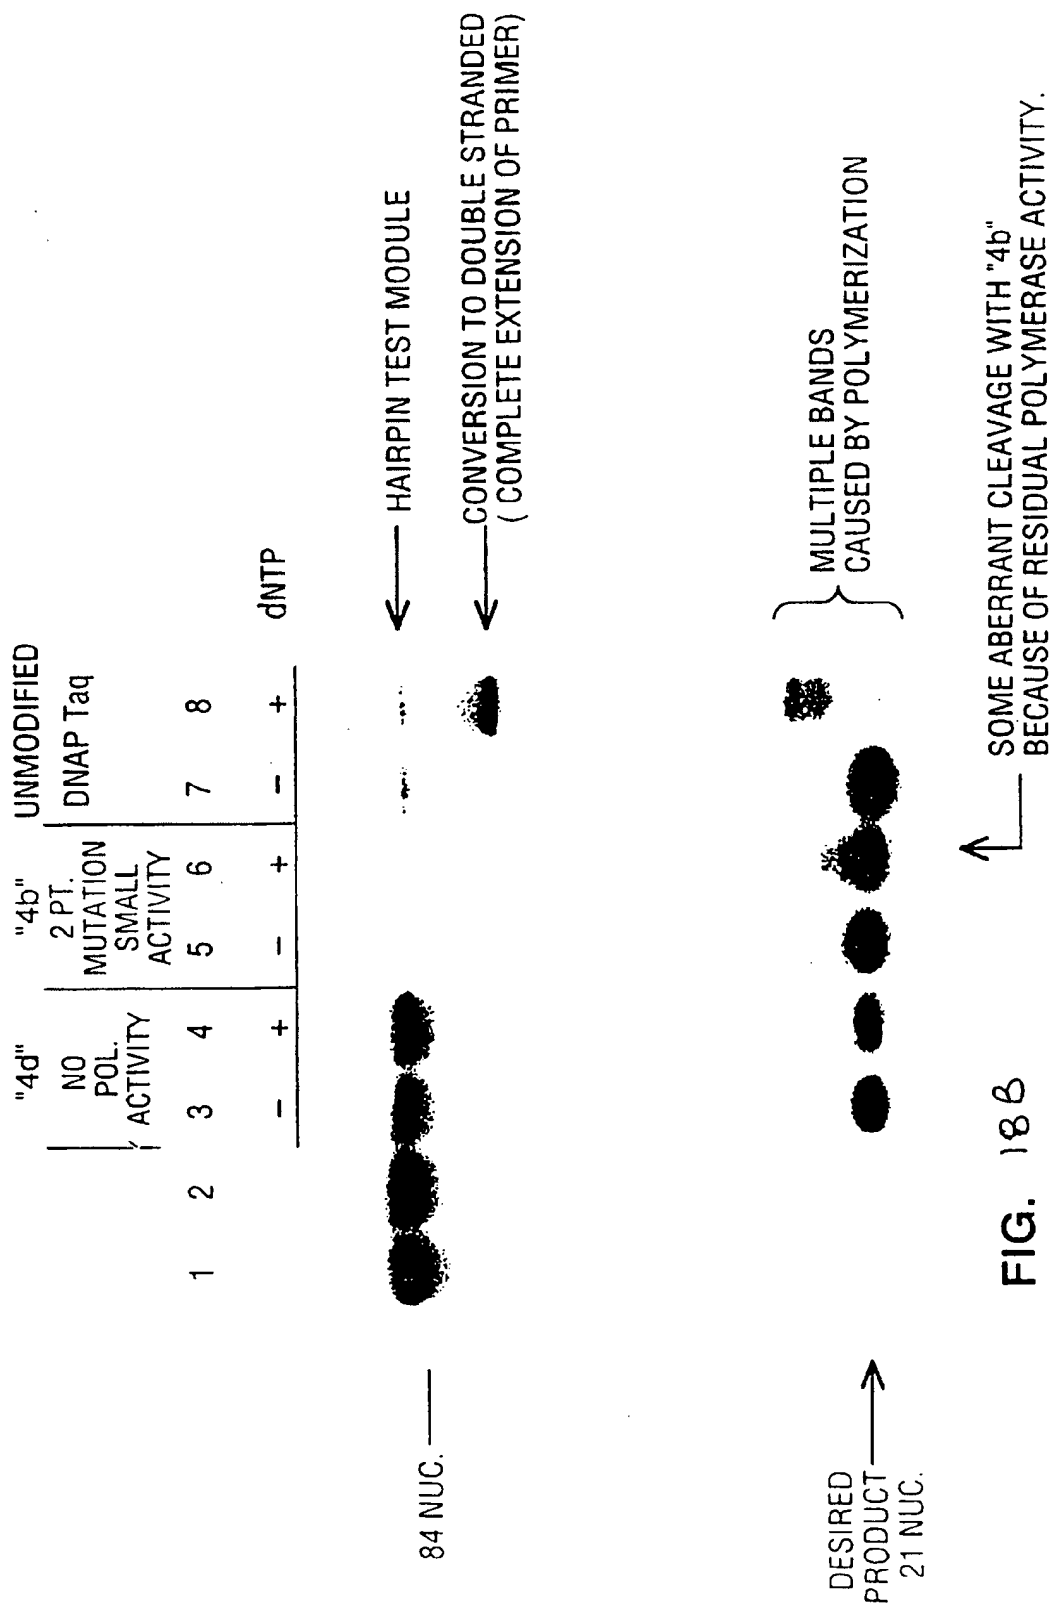 "4d"
NO
POL.
ACTIVITY
"4b"
2 PT.
MUTATION
SMALL
ACTIVITY
UNMODIFIED
DNAP Taq
1 2 3 4 5 6 7 8
− + − + − + dNTP
84 NUC.
HAIRPIN TEST MODULE
CONVERSION TO DOUBLE STRANDED
( COMPLETE EXTENSION OF PRIMER)
DESIRED
PRODUCT
21 NUC.
MULTIPLE BANDS
CAUSED BY POLYMERIZATION
SOME ABERRANT CLEAVAGE WITH "4b"
BECAUSE OF RESIDUAL POLYMERASE ACTIVITY.
FIG. 18B